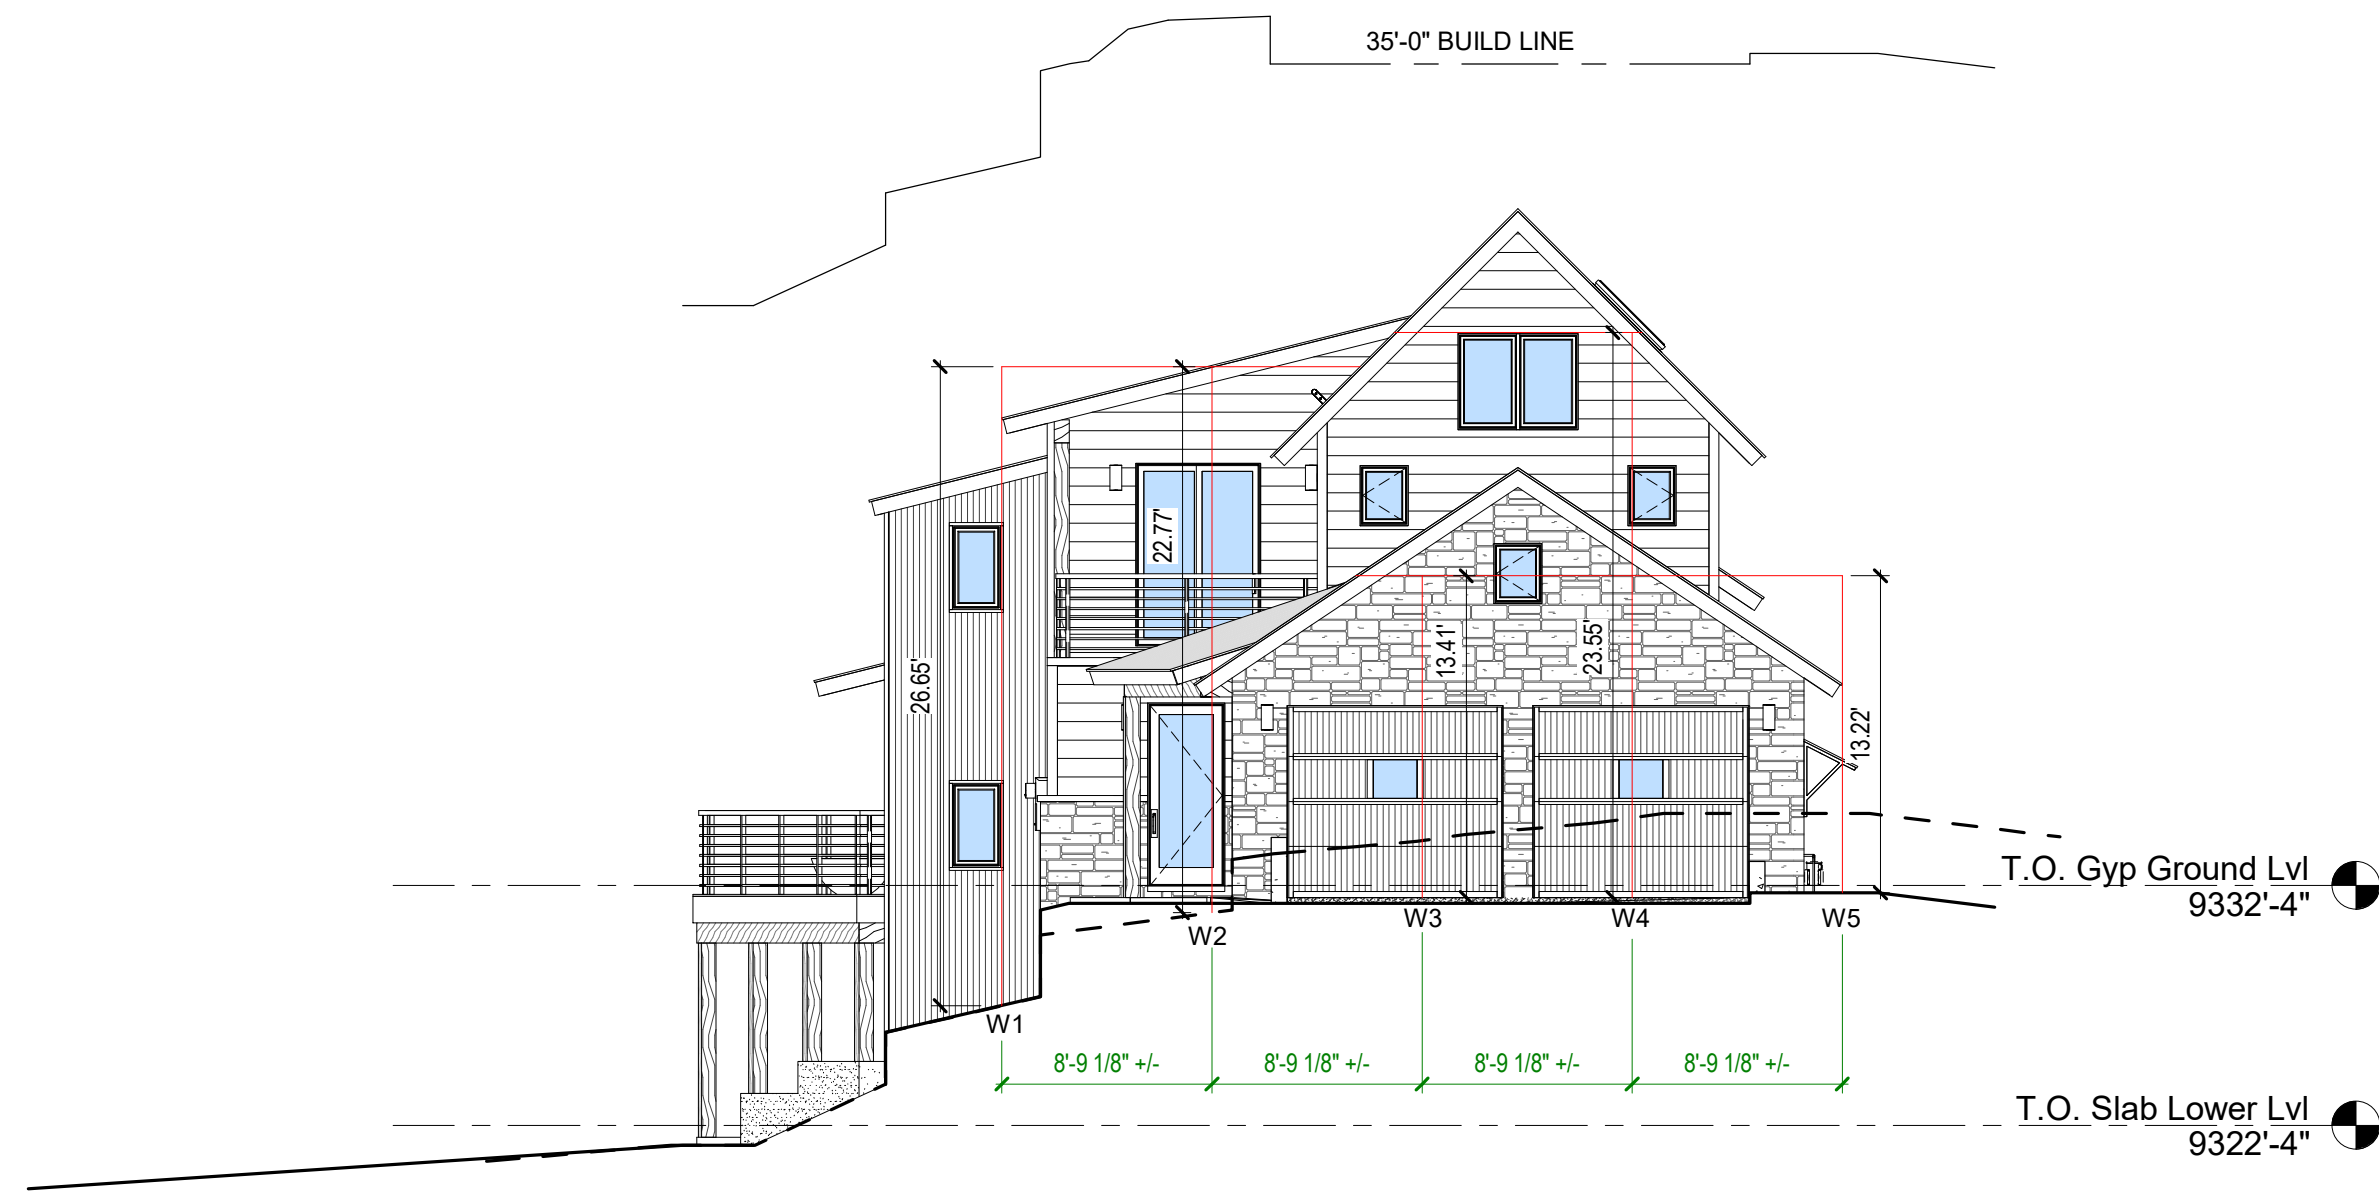 35'-0" BUILD LINE
22.77'
26.65'
13.41'
23.55'
13.22'
T.O. Gyp Ground Lvl
9332'-4"
W1
W2
W3
W4
W5
8'-9 1/8" +/-
8'-9 1/8" +/-
8'-9 1/8" +/-
8'-9 1/8" +/-
T.O. Slab Lower Lvl
9322'-4"